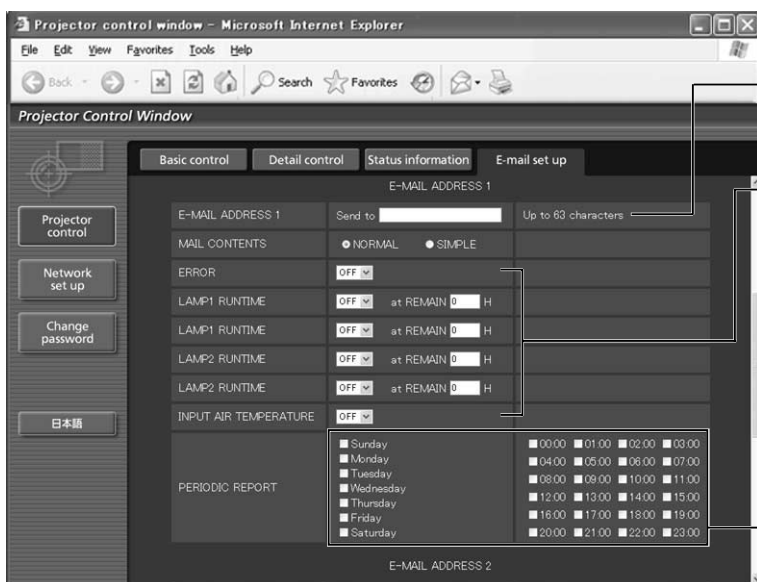 Projector control window - Microsoft Internet Explorer
File Edit View Favorites Tools Help
Back Search Favorites
Projector Control Window
Basic control Detail control Status information E-mail set up
E-MAIL ADDRESS 1
E-MAIL ADDRESS 1 Send to Up to 63 characters
MAIL CONTENTS NORMAL SIMPLE
ERROR OFF
LAMP1 RUNTIME OFF at REMAIN 0 H
LAMP1 RUNTIME OFF at REMAIN 0 H
LAMP2 RUNTIME OFF at REMAIN 0 H
LAMP2 RUNTIME OFF at REMAIN 0 H
INPUT AIR TEMPERATURE OFF
PERIODIC REPORT
Sunday
Monday
Tuesday
Wednesday
Thursday
Friday
Saturday
00:00 01:00 02:00 03:00
04:00 05:00 06:00 07:00
08:00 09:00 10:00 11:00
12:00 13:00 14:00 15:00
16:00 17:00 18:00 19:00
20:00 21:00 22:00 23:00
E-MAIL ADDRESS 2
Projector
control
Network
set up
Change
password
日本語